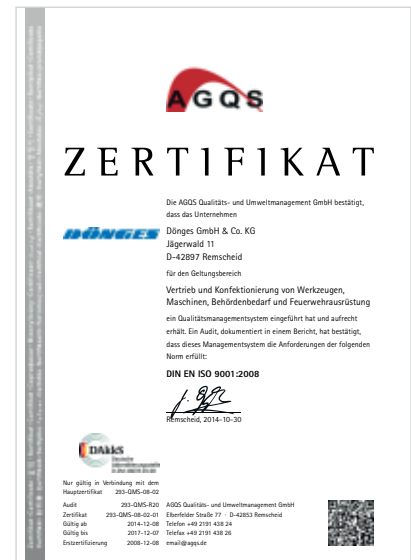 AGQS
ZERTIFIKAT
Die AGQS Qualitäts- und Umweltmanagement GmbH bestätigt,
dass das Unternehmen
DÖNGES
Dönges GmbH & Co. KG
Jägerwald 11
D-42897 Remscheid
für den Geltungsbereich
Vertrieb und Konfektionierung von Werkzeugen,
Maschinen, Behördenbedarf und Feuerwehrausrüstung
ein Qualitätsmanagementsystem eingeführt hat und aufrecht
erhält. Ein Audit, dokumentiert in einem Bericht, hat bestätigt,
dass dieses Managementsystem die Anforderungen der folgenden
Norm erfüllt:
DIN EN ISO 9001:2008
Remscheid, 2014-10-30
DAkkS
Deutsche
Akkreditierungsstelle
Nur gültig in Verbindung mit dem
Hauptzertifikat 293-QMS-08-02
Audit 293-QMS-R20 AGQS Qualitäts- und Umweltmanagement GmbH
Zertifikat 293-QMS-08-02-01 Elberfelder Straße 77 · D-42853 Remscheid
Gültig ab 2014-12-08 Telefon +49 2191 438 24
Gültig bis 2017-12-07 Telefax +49 2191 438 26
Erstzertifizierung 2008-12-08 email@agqs.de